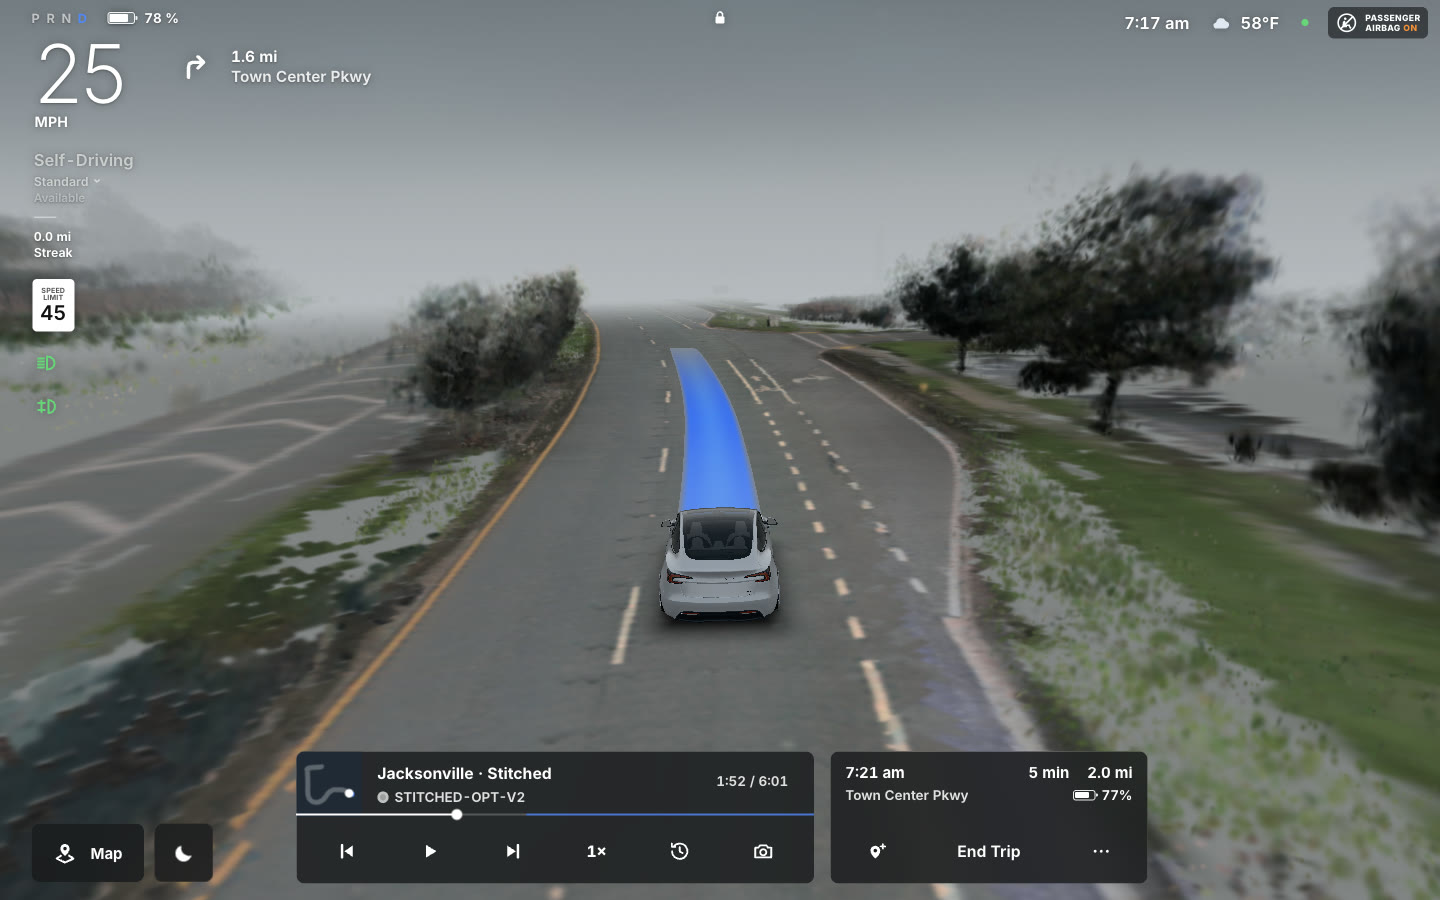 P R N D
78 %
7:17 am
58°F
PASSENGER
AIRBAG ON
25
MPH
1.6 mi
Town Center Pkwy
Self-Driving
Standard
Available
0.0 mi
Streak
SPEED
LIMIT
45
Jacksonville · Stitched
STITCHED-OPT-V2
1:52 / 6:01
1×
7:21 am
5 min
2.0 mi
Town Center Pkwy
77%
End Trip
Map